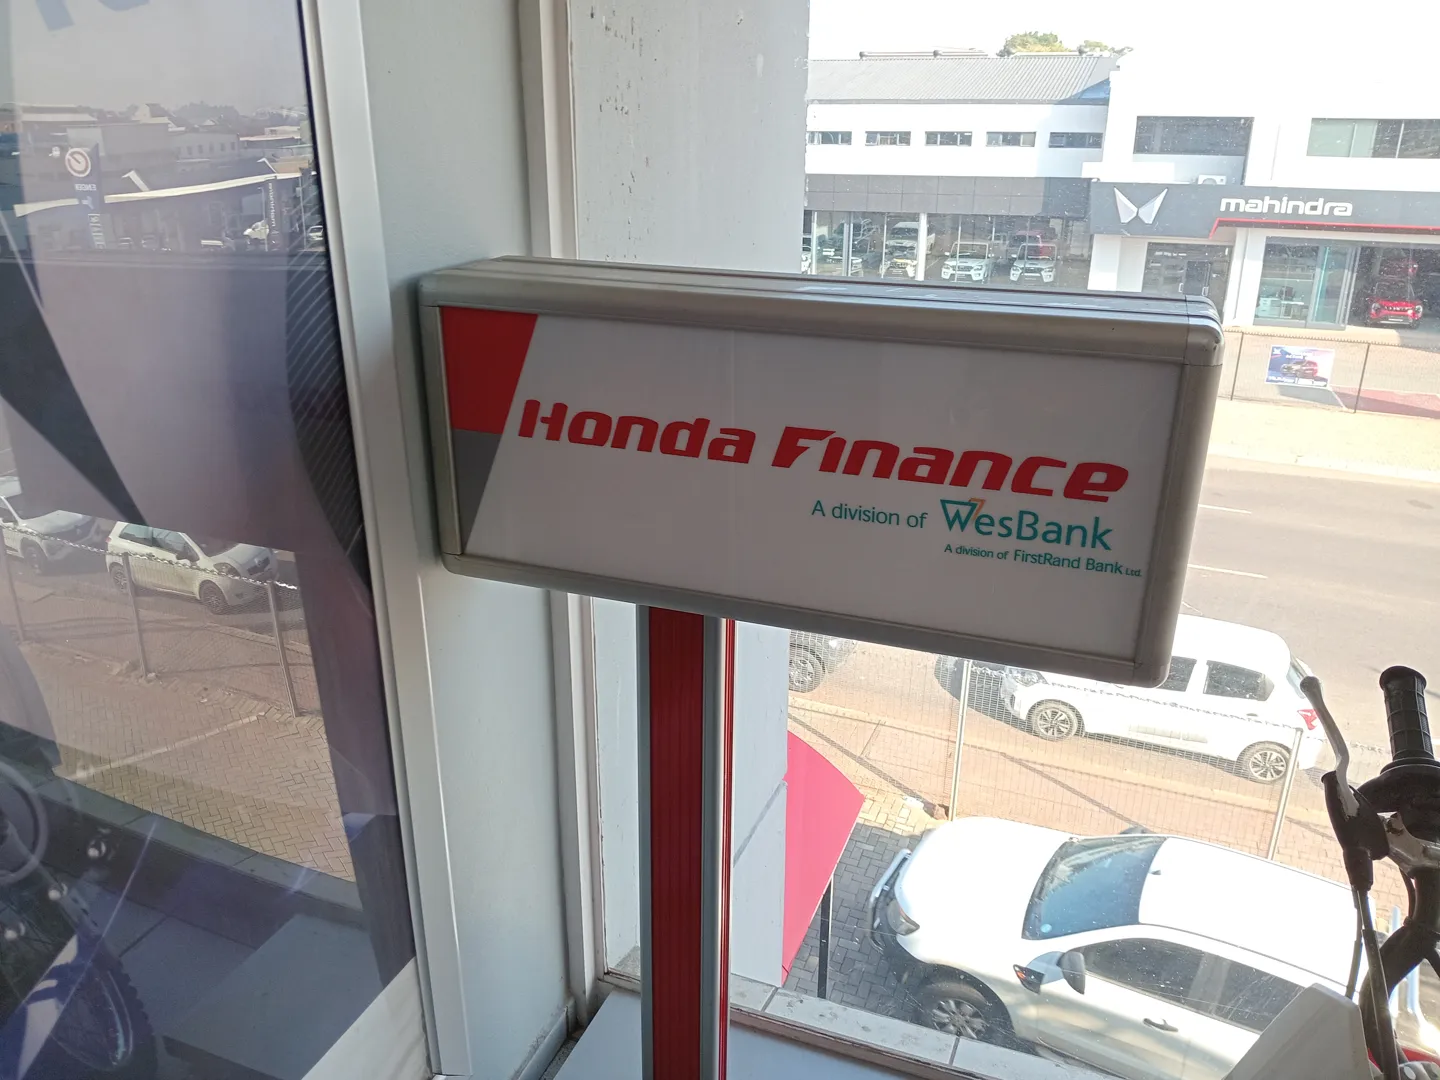 mahindra
Honda Finance
A division of WesBank
A division of FirstRand Bank Ltd.